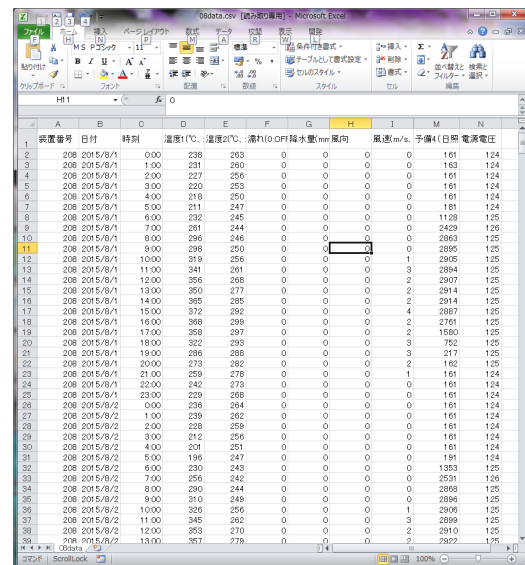 08data.csv [読み取り専用] - Microsoft Excel
ファイル ホーム 挿入 ページレイアウト 数式 データ 校閲 表示 開発
F H N P M A R W L
貼り付け
MS Pゴシック 11
標準
条件付き書式
テーブルとして書式設定
セルのスタイル
挿入
削除
書式
並べ替えと フィルター
検索と 選択
クリップボード フォント 配置 数値 スタイル セル 編集
H11 fx 0
A B C D E F G H I M N
1 装置番号 日付 時刻 温度1(℃, 温度2(℃, 濡れ(0:OFF 降水量(mm 風向 風速(m/s, 予備4(日照 電源電圧
2 208 2015/8/1 0:00 238 263 0 0 0 0 161 124
3 208 2015/8/1 1:00 231 260 0 0 0 0 163 124
4 208 2015/8/1 2:00 227 256 0 0 0 0 161 124
5 208 2015/8/1 3:00 220 253 0 0 0 0 161 124
6 208 2015/8/1 4:00 218 250 0 0 0 0 161 124
7 208 2015/8/1 5:00 211 247 0 0 0 0 181 124
8 208 2015/8/1 6:00 232 245 0 0 0 0 1128 125
9 208 2015/8/1 7:00 261 244 0 0 0 0 2429 126
10 208 2015/8/1 8:00 296 246 0 0 0 0 2863 125
11 208 2015/8/1 9:00 298 250 0 0 0 0 2895 125
12 208 2015/8/1 10:00 319 256 0 0 0 1 2905 125
13 208 2015/8/1 11:00 341 261 0 0 0 3 2894 125
14 208 2015/8/1 12:00 356 268 0 0 0 2 2907 125
15 208 2015/8/1 13:00 350 277 0 0 0 2 2914 125
16 208 2015/8/1 14:00 365 285 0 0 0 2 2914 125
17 208 2015/8/1 15:00 372 292 0 0 0 4 2887 125
18 208 2015/8/1 16:00 368 299 0 0 0 2 2761 125
19 208 2015/8/1 17:00 358 297 0 0 0 2 1580 125
20 208 2015/8/1 18:00 322 293 0 0 0 3 752 125
21 208 2015/8/1 19:00 286 288 0 0 0 3 217 125
22 208 2015/8/1 20:00 273 282 0 0 0 2 162 125
23 208 2015/8/1 21:00 259 278 0 0 0 1 161 124
24 208 2015/8/1 22:00 242 273 0 0 0 0 161 124
25 208 2015/8/1 23:00 229 268 0 0 0 0 161 124
26 208 2015/8/2 0:00 236 264 0 0 0 0 161 124
27 208 2015/8/2 1:00 239 262 0 0 0 0 161 124
28 208 2015/8/2 2:00 228 259 0 0 0 0 161 124
29 208 2015/8/2 3:00 212 256 0 0 0 0 161 124
30 208 2015/8/2 4:00 201 251 0 0 0 0 161 124
31 208 2015/8/2 5:00 196 247 0 0 0 0 191 124
32 208 2015/8/2 6:00 230 243 0 0 0 0 1353 125
33 208 2015/8/2 7:00 256 242 0 0 0 0 2531 126
34 208 2015/8/2 8:00 290 244 0 0 0 0 2868 125
35 208 2015/8/2 9:00 310 249 0 0 0 0 2896 125
36 208 2015/8/2 10:00 326 256 0 0 0 1 2906 125
37 208 2015/8/2 11:00 345 262 0 0 0 3 2899 125
38 208 2015/8/2 12:00 353 270 0 0 0 2 2910 125
39 208 2015/8/2 13:00 357 279 0 0 0 2 2922 125
08data
コマンド ScrollLock 100%